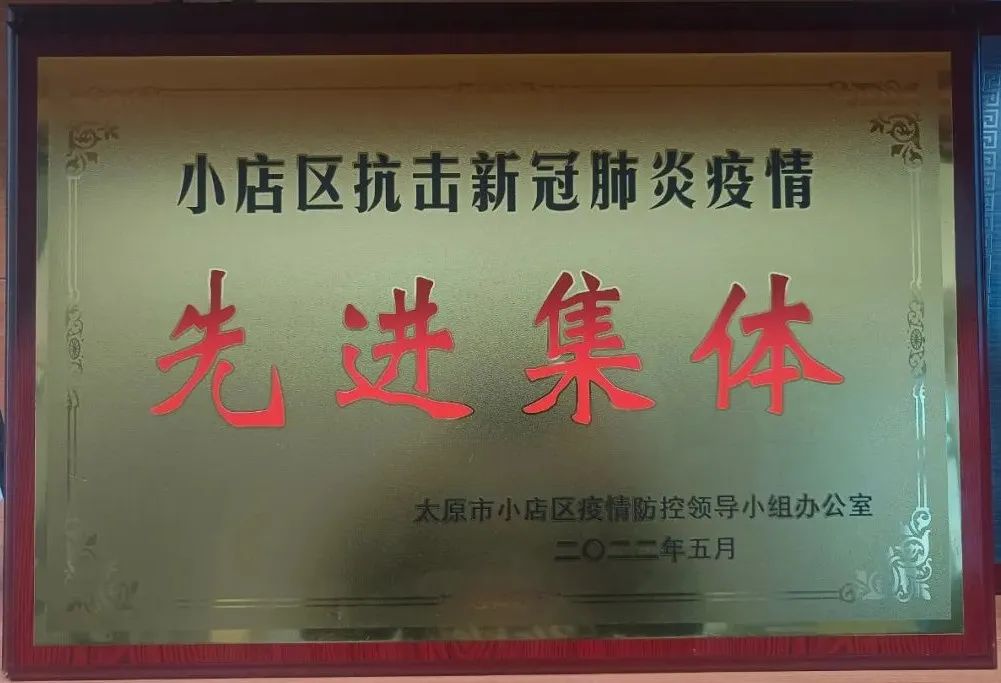 小店区抗击新冠肺炎疫情
先进集体
太原市小店区疫情防控领导小组办公室
二〇二二年五月